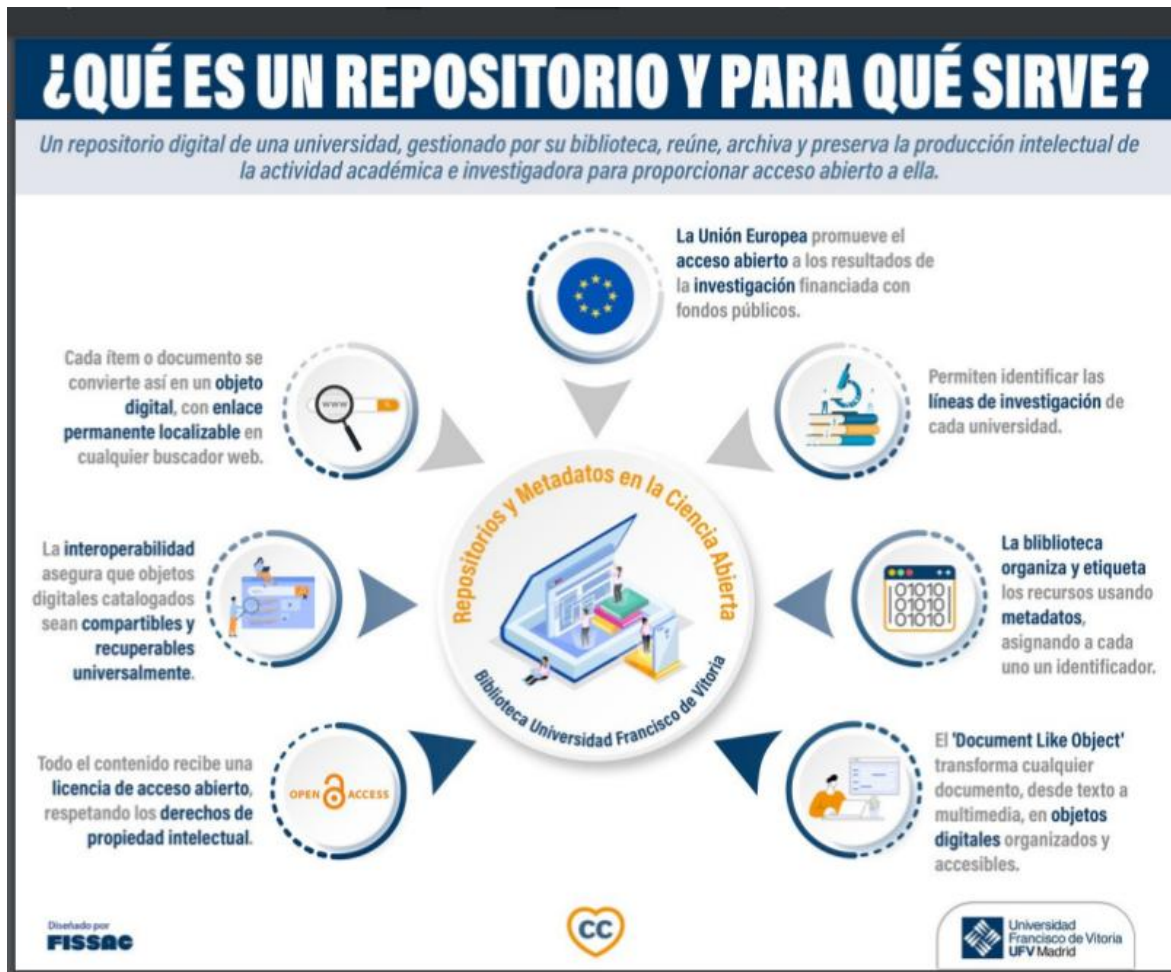 ¿QUÉ ES UN REPOSITORIO Y PARA QUÉ SIRVE?
Un repositorio digital de una universidad, gestionado por su biblioteca, reúne, archiva y preserva la producción intelectual de
la actividad académica e investigadora para proporcionar acceso abierto a ella.
La Unión Europea promueve el
acceso abierto a los resultados de
la investigación financiada con
fondos públicos.
Cada ítem o documento se
convierte así en un objeto
digital, con enlace
permanente localizable en
cualquier buscador web.
www
Permiten identificar las
líneas de investigación de
cada universidad.
La interoperabilidad
asegura que objetos
digitales catalogados
sean compartibles y
recuperables
universalmente.
Repositorios y Metadatos en la Ciencia Abierta
Biblioteca Universidad Francisco de Vitoria
01010
01010
01010
La bliblioteca
organiza y etiqueta
los recursos usando
metadatos,
asignando a cada
uno un identificador.
Todo el contenido recibe una
licencia de acceso abierto,
respetando los derechos de
propiedad intelectual.
OPEN ACCESS
El 'Document Like Object'
transforma cualquier
documento, desde texto a
multimedia, en objetos
digitales organizados y
accesibles.
Diseñado por
FISSAC
CC
Universidad
Francisco de Vitoria
UFV Madrid